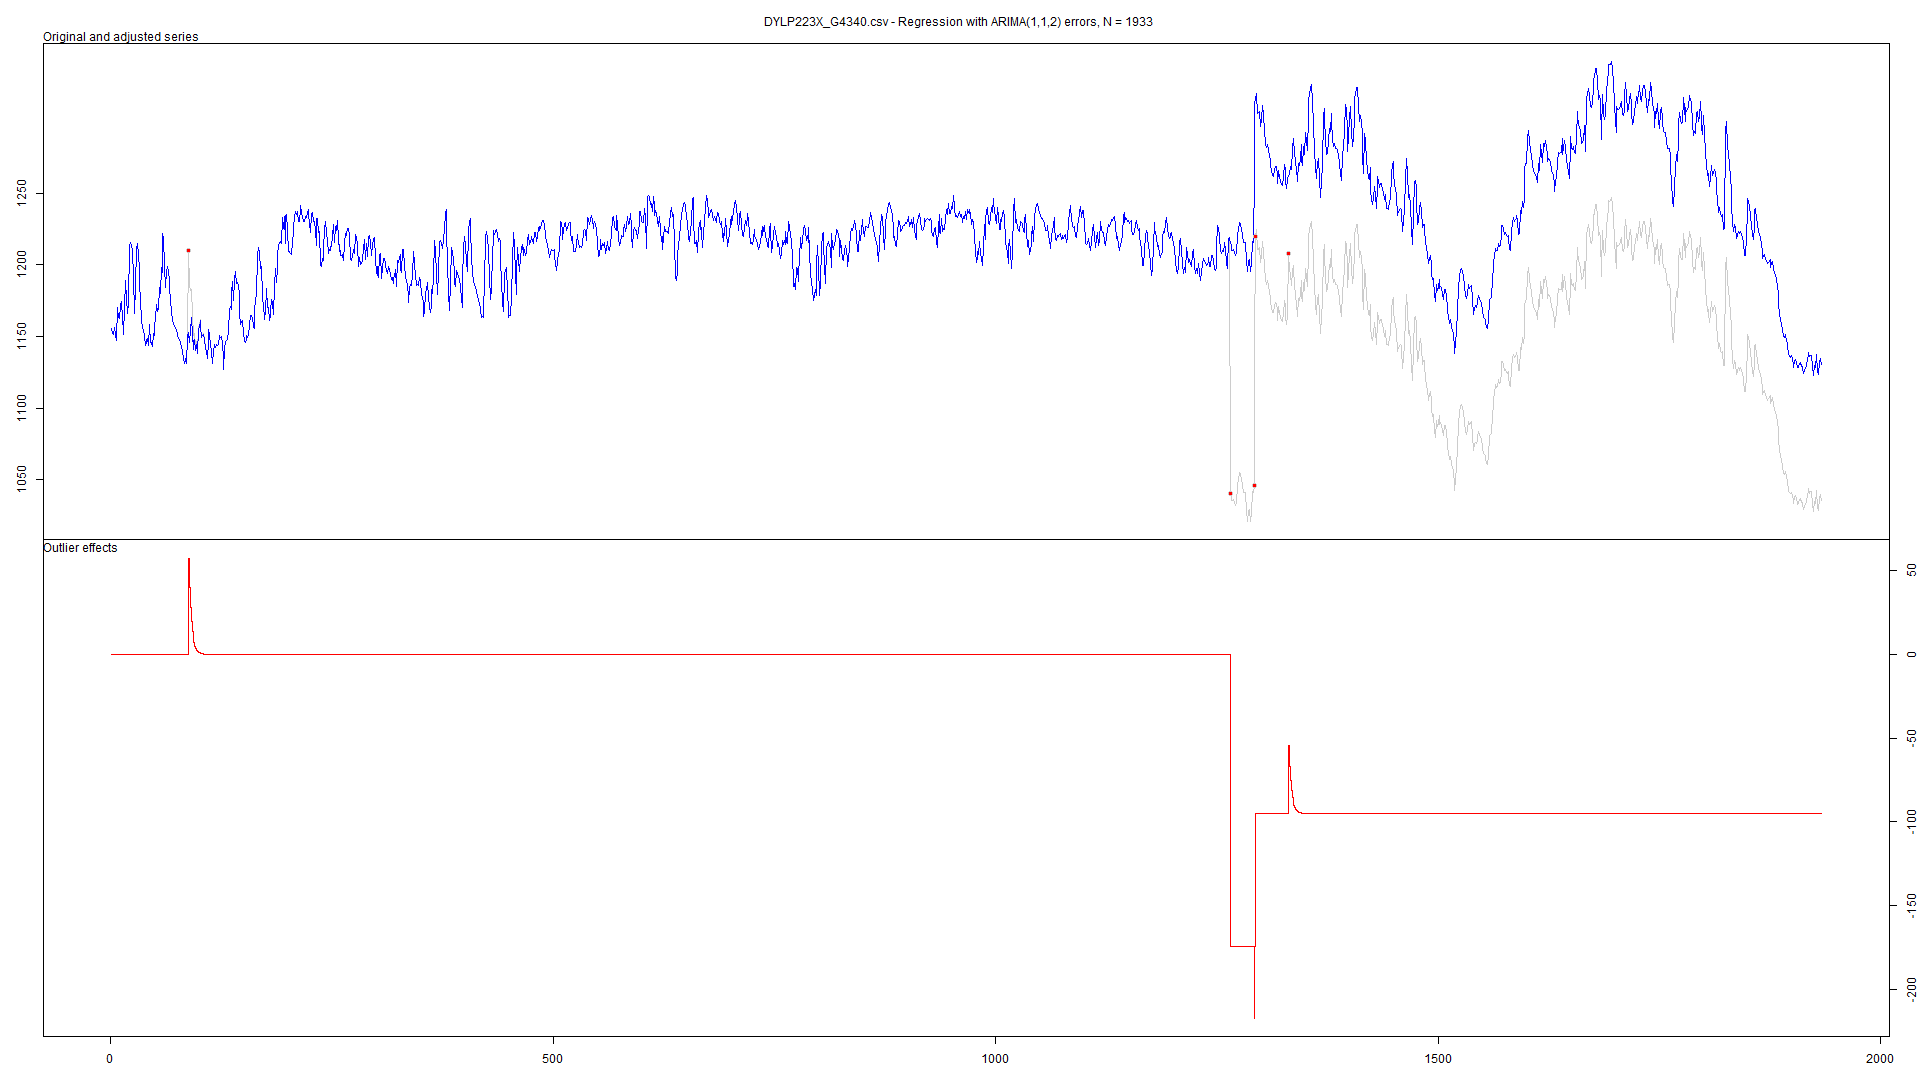 DYLP223X_G4340.csv - Regression with ARIMA(1,1,2) errors, N = 1933
Original and adjusted series
1250
1200
1150
1100
1050
Outlier effects
50
0
-50
-100
-150
-200
0 500 1000 1500 2000